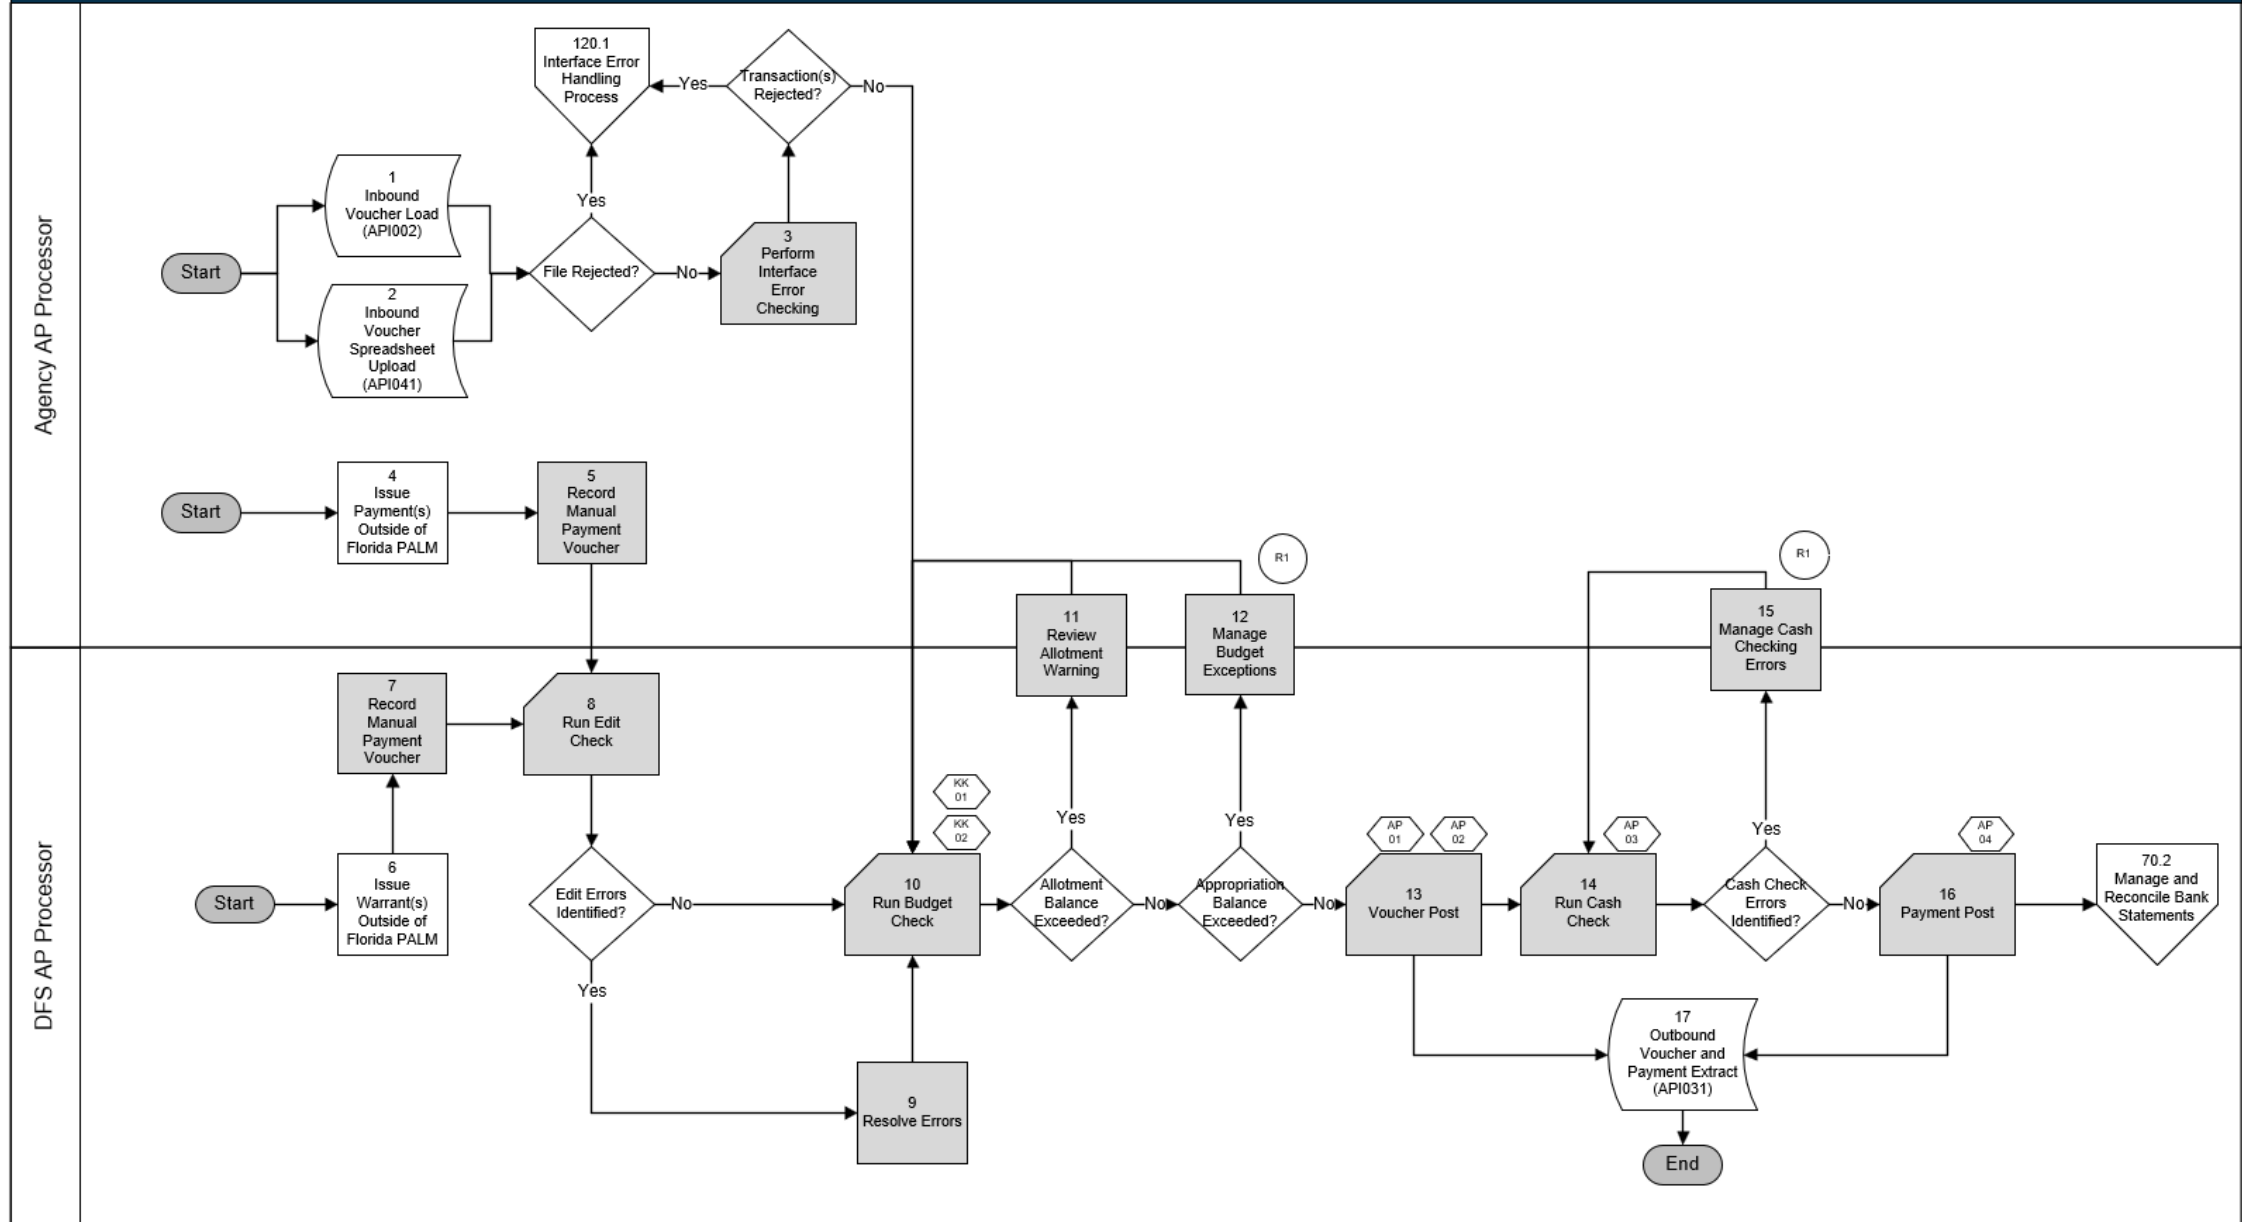 Agency AP Processor
120.1
Interface Error
Handling
Process
Yes
Transaction(s)
Rejected?
No
1
Inbound
Voucher Load
(API002)
Yes
Start
File Rejected?
No
3
Perform
Interface
Error
Checking
2
Inbound
Voucher
Spreadsheet
Upload
(API041)
Start
4
Issue
Payment(s)
Outside of
Florida PALM
5
Record
Manual
Payment
Voucher
R1
R1
11
Review
Allotment
Warning
12
Manage
Budget
Exceptions
15
Manage Cash
Checking
Errors
DFS AP Processor
7
Record
Manual
Payment
Voucher
8
Run Edit
Check
KK
01
KK
02
Yes
Yes
AP
01
AP
02
AP
03
Yes
AP
04
Start
6
Issue
Warrant(s)
Outside of
Florida PALM
Edit Errors
Identified?
No
10
Run Budget
Check
Allotment
Balance
Exceeded?
No
Appropriation
Balance
Exceeded?
No
13
Voucher Post
14
Run Cash
Check
Cash Check
Errors
Identified?
No
16
Payment Post
70.2
Manage and
Reconcile Bank
Statements
Yes
9
Resolve Errors
17
Outbound
Voucher and
Payment Extract
(API031)
End